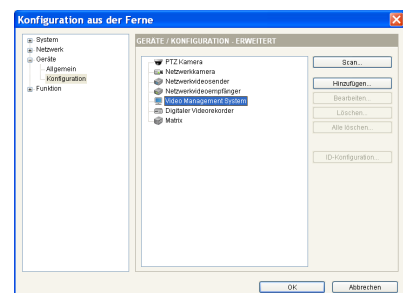 Konfiguration aus der Ferne
System
Netzwerk
Geräte
Allgemein
Konfiguration
Funktion
GERÄTE / KONFIGURATION - ERWEITERT
PTZ Kamera
Netzwerkkamera
Netzwerkvideosender
Netzwerkvideoempfänger
Video Management System
Digitaler Videorekorder
Matrix
Scan...
Hinzufügen...
Bearbeiten...
Löschen...
Alle löschen...
ID-Konfiguration...
OK
Abbrechen